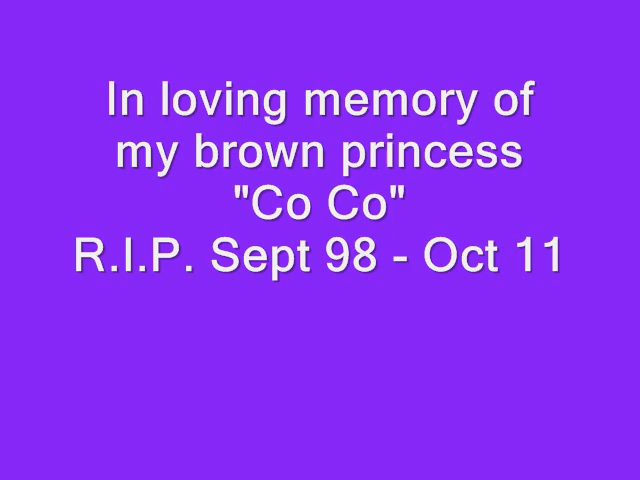 In loving memory of
my brown princess
"Co Co"
R.I.P. Sept 98 - Oct 11